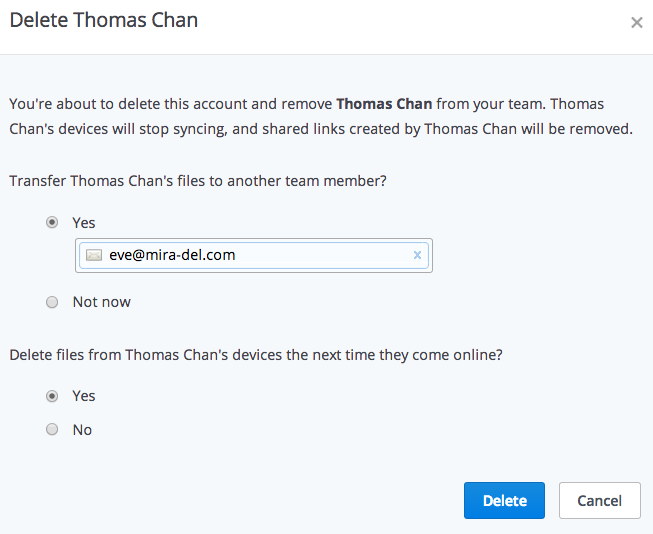 Delete Thomas Chan
×
You're about to delete this account and remove Thomas Chan from your team. Thomas
Chan's devices will stop syncing, and shared links created by Thomas Chan will be removed.
Transfer Thomas Chan's files to another team member?
Yes
eve@mira-del.com x
Not now
Delete files from Thomas Chan's devices the next time they come online?
Yes
No
Delete Cancel